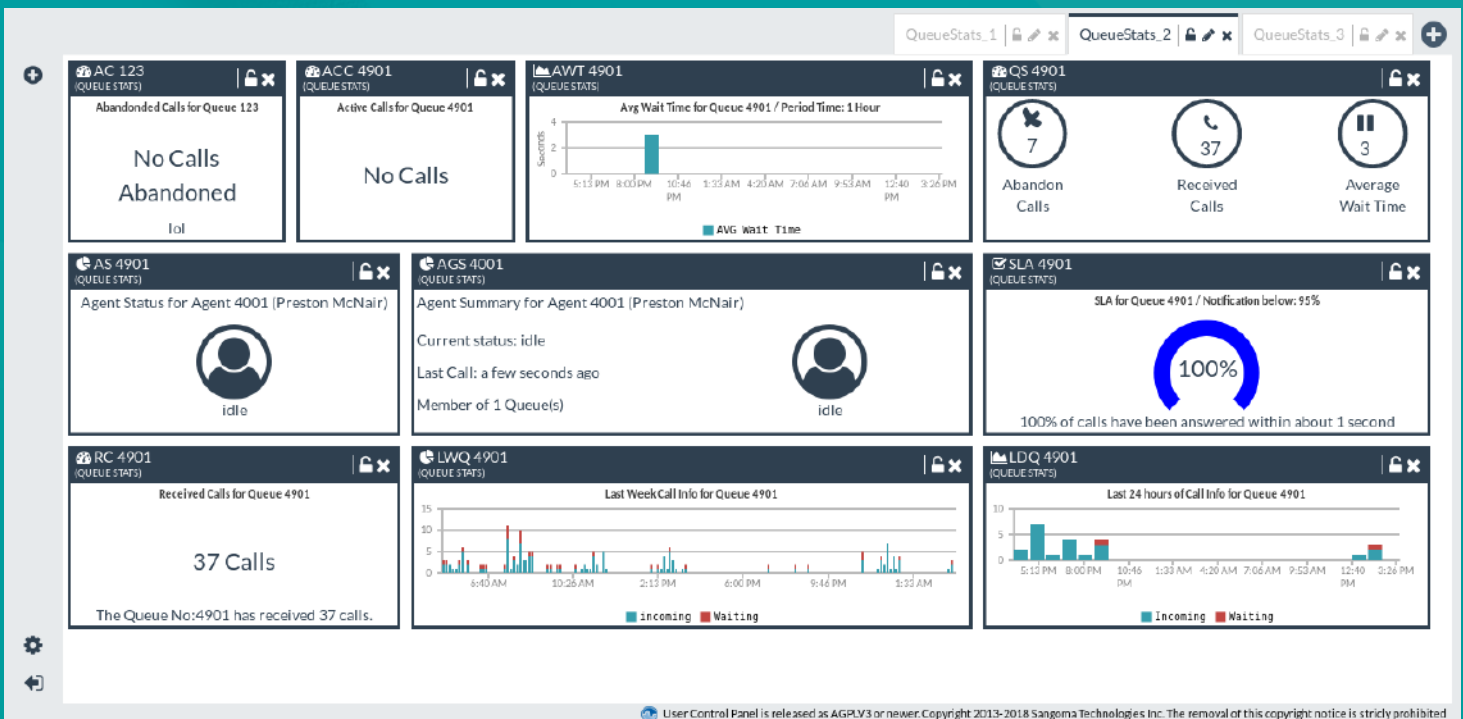 QueueStats_1
QueueStats_2
QueueStats_3
AC 123
(QUEUE STATS)
Abandonded Calls for Queue 123
No Calls
Abandoned
lol
ACC 4901
(QUEUE STATS)
Active Calls for Queue 4901
No Calls
AWT 4901
(QUEUE STATS)
Avg Wait Time for Queue 4901 / Period Time: 1 Hour
Seconds
4
2
0
5:13 PM 8:00 PM 10:46 PM 1:33 AM 4:20 AM 7:06 AM 9:53 AM 12:40 PM 3:26 PM
AVG Wait Time
QS 4901
(QUEUE STATS)
7
Abandon
Calls
37
Received
Calls
3
Average
Wait Time
AS 4901
(QUEUE STATS)
Agent Status for Agent 4001 (Preston McNair)
idle
AGS 4001
(QUEUE STATS)
Agent Summary for Agent 4001 (Preston McNair)
Current status: idle
Last Call: a few seconds ago
Member of 1 Queue(s)
idle
SLA 4901
(QUEUE STATS)
SLA for Queue 4901 / Notification below: 95%
100%
100% of calls have been answered within about 1 second
RC 4901
(QUEUE STATS)
Received Calls for Queue 4901
37 Calls
The Queue No:4901 has received 37 calls.
LWQ 4901
(QUEUE STATS)
Last Week Call Info for Queue 4901
15
10
5
0
6:40 AM 10:26 AM 2:13 PM 6:00 PM 9:46 PM 1:33 AM
incoming Waiting
LDQ 4901
(QUEUE STATS)
Last 24 hours of Call Info for Queue 4901
10
5
0
5:13 PM 8:00 PM 10:46 PM 1:33 AM 4:20 AM 7:06 AM 9:53 AM 12:40 PM 3:26 PM
Incoming Waiting
User Control Panel is released as AGPLV3 or newer. Copyright 2013-2018 Sangoma Technologies Inc. The removal of this copyright notice is stricly prohibited